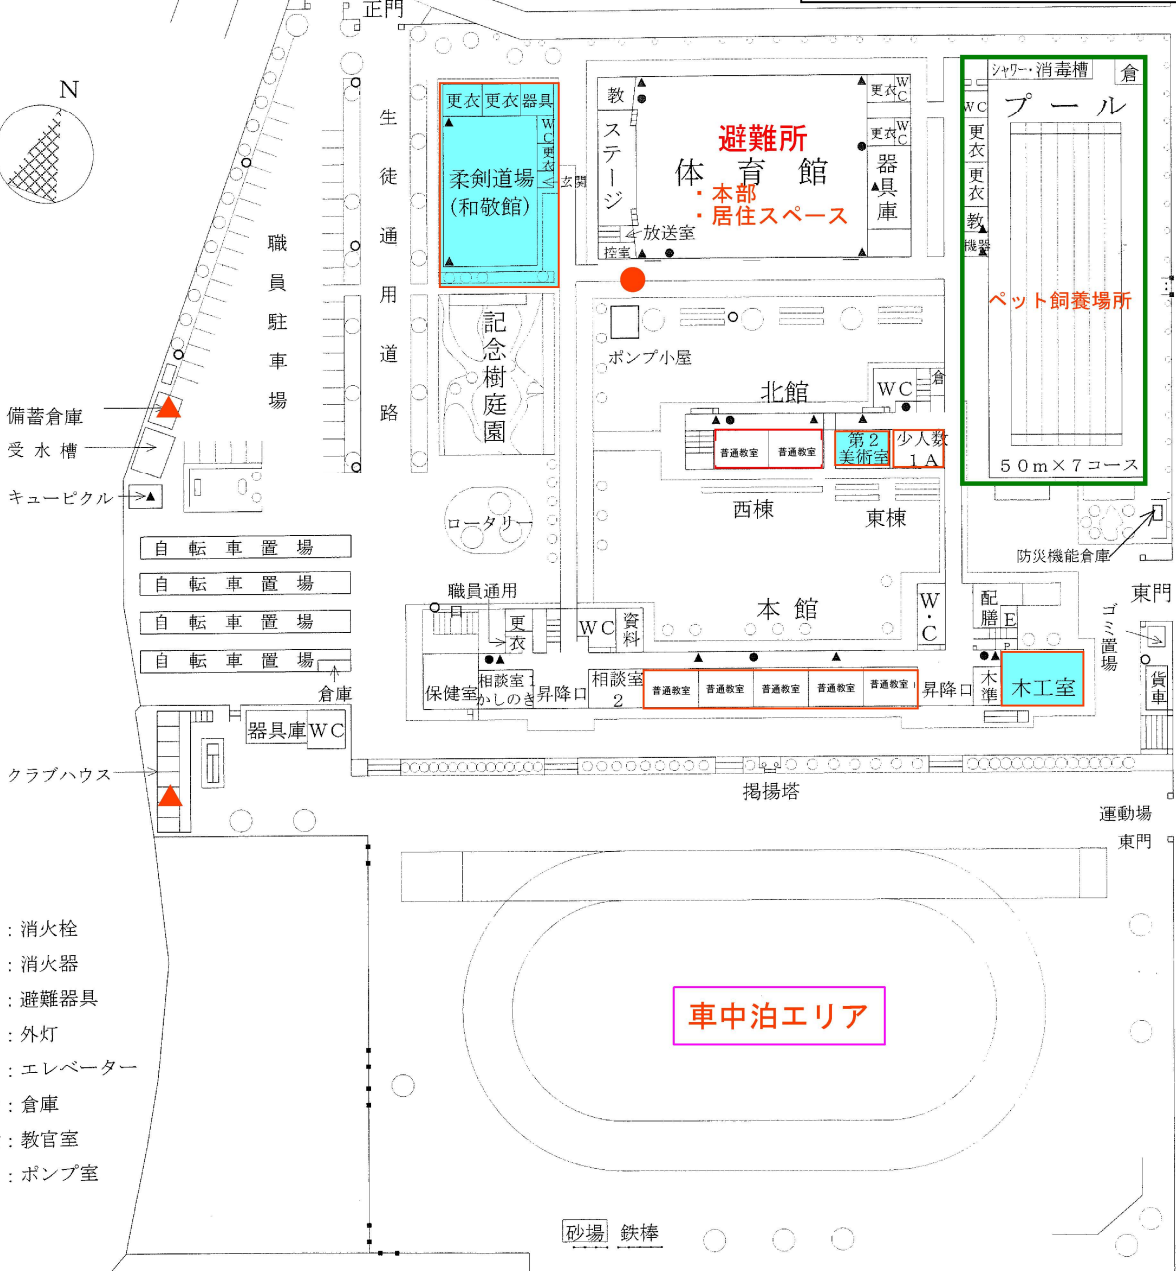 正門
N
生徒通用道路
職員駐車場
更衣 更衣 器具
WC
更衣
玄関
柔剣道場
(和敬館)
教
ステージ
控室
放送室
避難所
体育館
・本部
・居住スペース
更衣 WC
更衣 WC
器具庫
シャワー・消毒槽
倉
プール
WC
更衣
更衣
教
機器
ペット飼養場所
50m×7コース
記念樹庭園
ポンプ小屋
北館
WC
倉
普通教室 普通教室
第2
美術室
少人数
1A
西棟
東棟
備蓄倉庫
受水槽
キュービクル
ロータリー
防災機能倉庫
東門
自転車置場
自転車置場
自転車置場
自転車置場
倉庫
職員通用
口
更衣
WC
資料
本館
W・C
配膳
E
P
ゴミ置場
保健室
相談室1
かしのき
昇降口
相談室
2
普通教室 普通教室 普通教室 普通教室 普通教室
昇降口
木準
木工室
貨車
器具庫 WC
クラブハウス
掲揚塔
運動場
東門
:消火栓
:消火器
:避難器具
:外灯
:エレベーター
:倉庫
:教官室
:ポンプ室
車中泊エリア
砂場 鉄棒